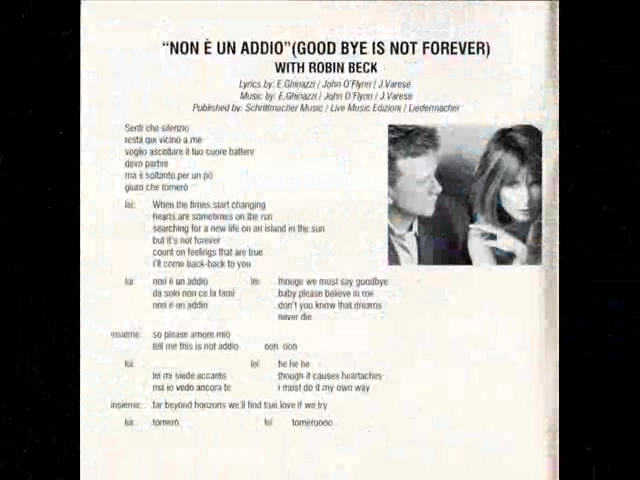 "NON È UN ADDIO" (GOOD BYE IS NOT FOREVER)
WITH ROBIN BECK
Lyrics by: E.Ghinazzi / John O'Flynn / J.Varese
Music by: E.Ghinazzi / John O'Flynn / J.Varese
Published by: Schrittmacher Music / Live Music Edizioni / Liedermacher
Senti che silenzio
resta qui vicino a me
voglio ascoltare il tuo cuore battere
devo partire
ma è soltanto per un pò
giuro che tornerò
lei: When the times start changing
hearts are sometimes on the run
searching for a new life on an island in the sun
but it's not forever
count on feelings that are true
i'll come back-back to you
lui: non è un addio lei: thouge we must say goodbye
da solo non ce la farai baby please believe in me
non è un addio don't you know that dreams
never die
insieme: so please amore mio
tell me this is not addio ooh ooh
lui: lei: he he he
lei mi siede accanto though it causes heartaches
ma io vedo ancora te i must do it my own way
insieme: far beyond horizons we'll find true love if we try
lui: tornerò lei: torneroooo